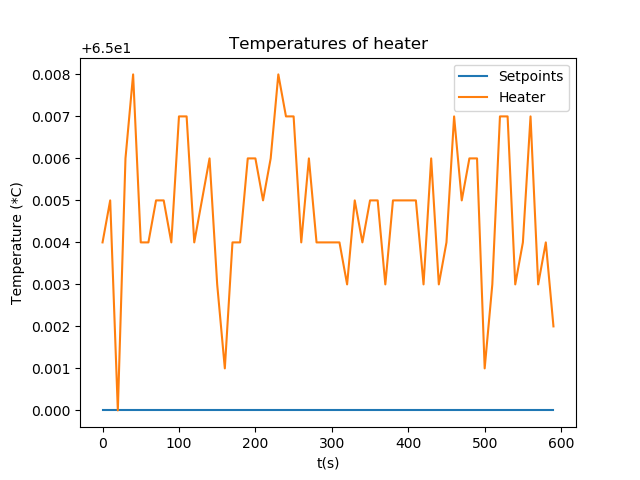 Temperatures of heater
+6.5e1
Setpoints
Heater
0.008
0.007
0.006
0.005
0.004
0.003
0.002
0.001
0.000
Temperature (*C)
0 100 200 300 400 500 600
t(s)